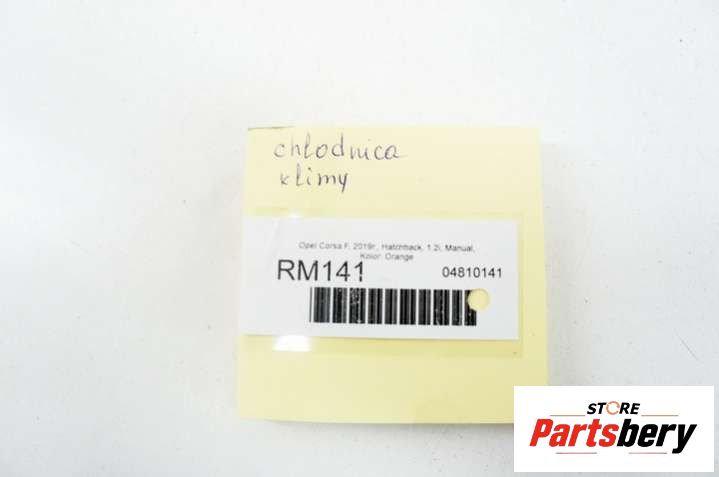 chłodnica
klimy
Opel Corsa F, 2019r., Hatchback, 1.2i, Manual,
Kolor: Orange
RM141
04810141
STORE
Partsbery